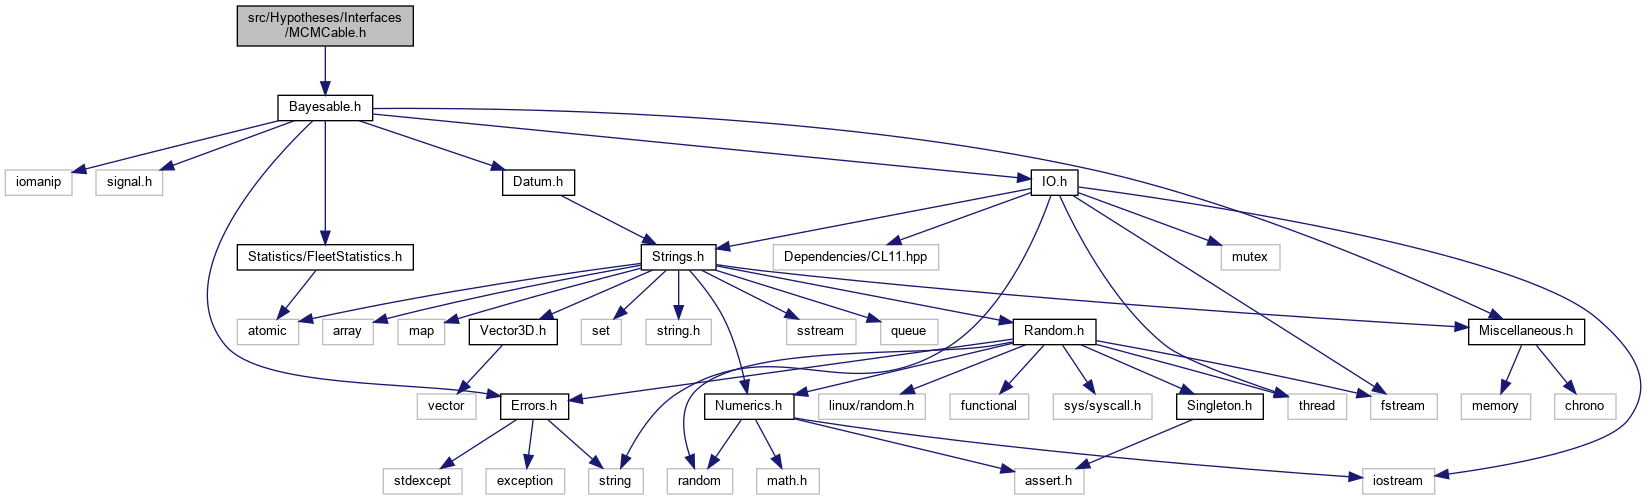 src/Hypotheses/Interfaces
/MCMCable.h
Bayesable.h
iomanip
signal.h
Datum.h
IO.h
Statistics/FleetStatistics.h
Strings.h
Dependencies/CL11.hpp
mutex
atomic
array
map
Vector3D.h
set
string.h
sstream
queue
Random.h
Miscellaneous.h
vector
Errors.h
Numerics.h
linux/random.h
functional
sys/syscall.h
Singleton.h
thread
fstream
memory
chrono
stdexcept
exception
string
random
math.h
assert.h
iostream